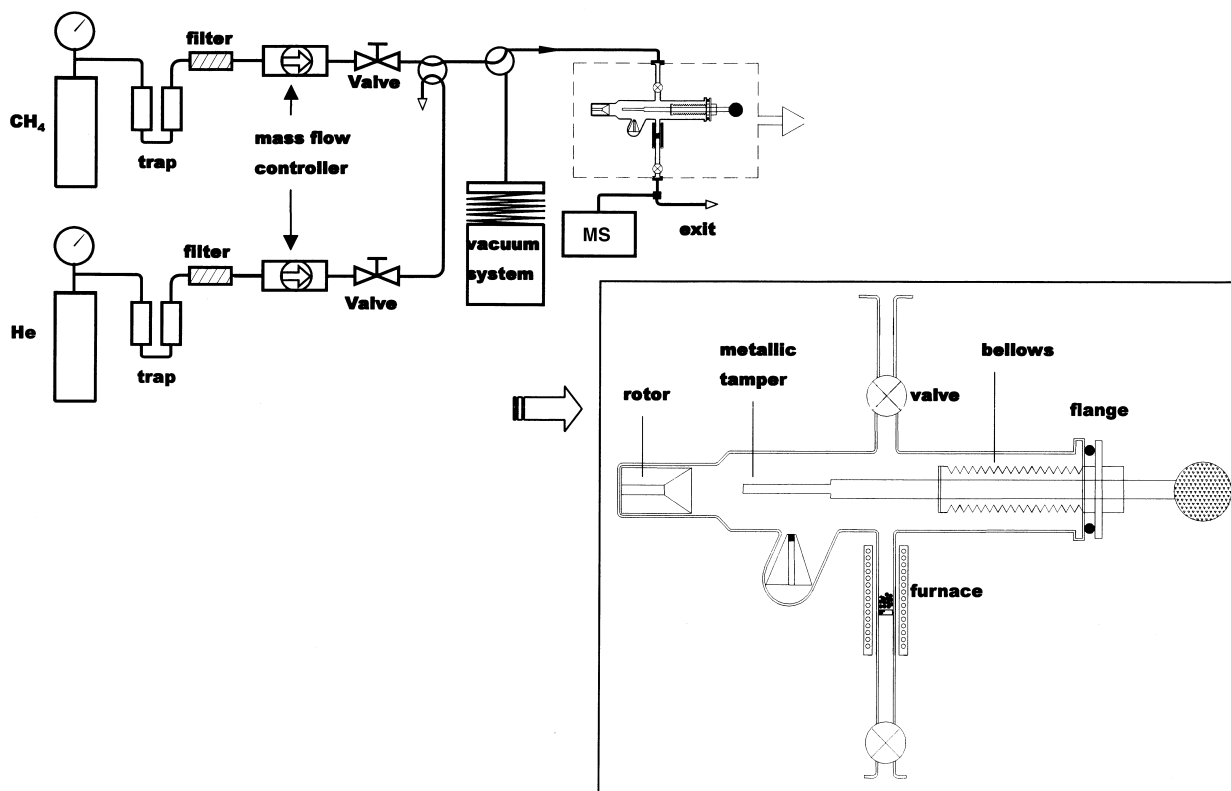 filter
Valve
CH4
trap
mass flow
controller
vacuum
system
MS
exit
filter
Valve
He
trap
metallic
tamper
bellows
rotor
valve
flange
furnace